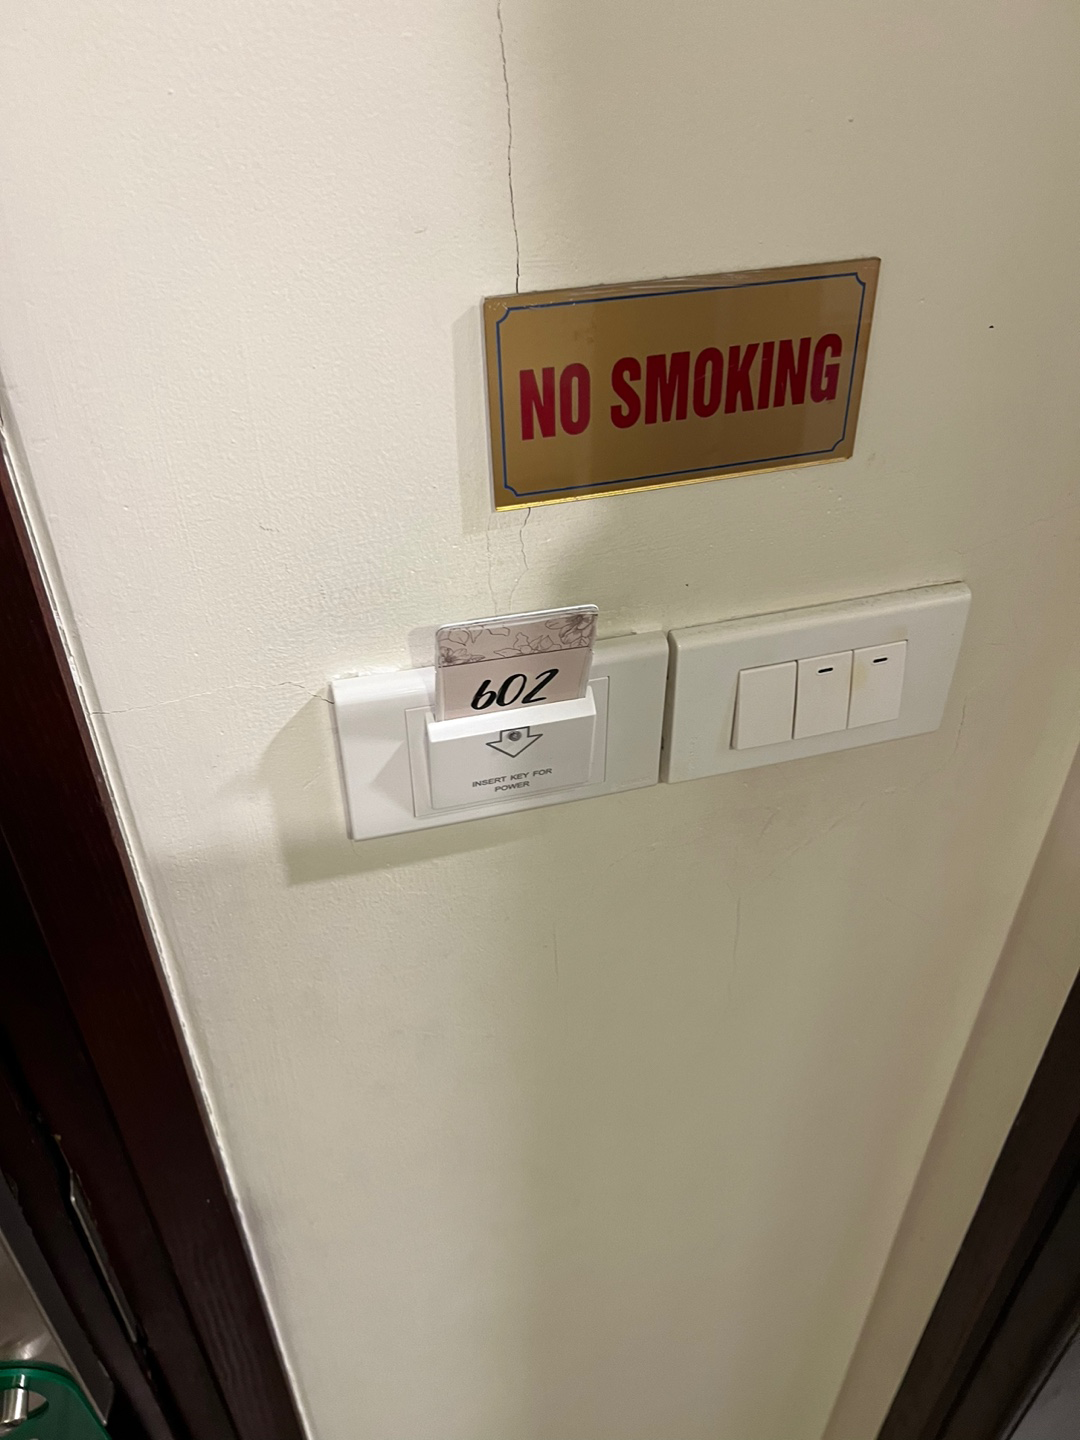 NO SMOKING
602
INSERT KEY FOR
POWER